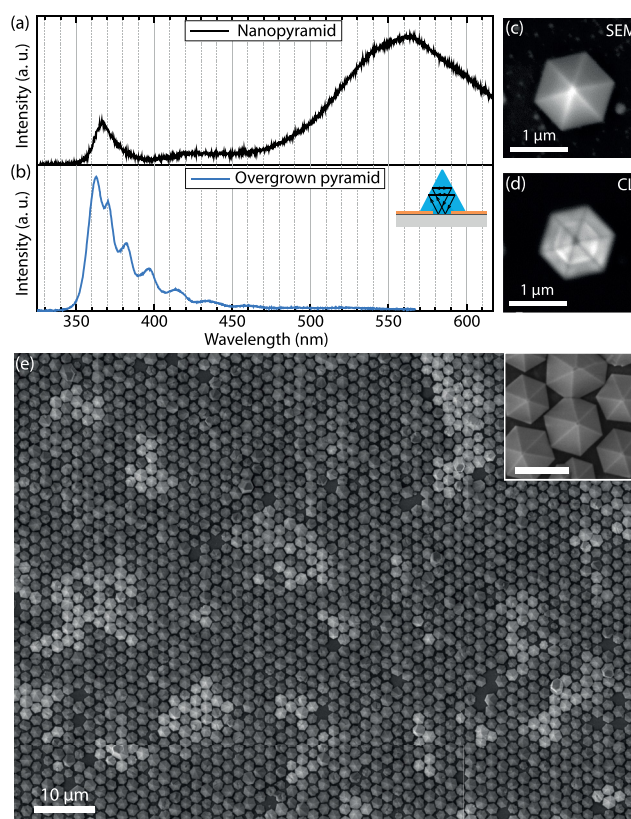 (a)
Nanopyramid
Intensity (a. u.)
(b)
Overgrown pyramid
Intensity (a. u.)
350 400 450 500 550 600
Wavelength (nm)
(c) SEM
1 µm
(d) CL
1 µm
(e)
10 µm